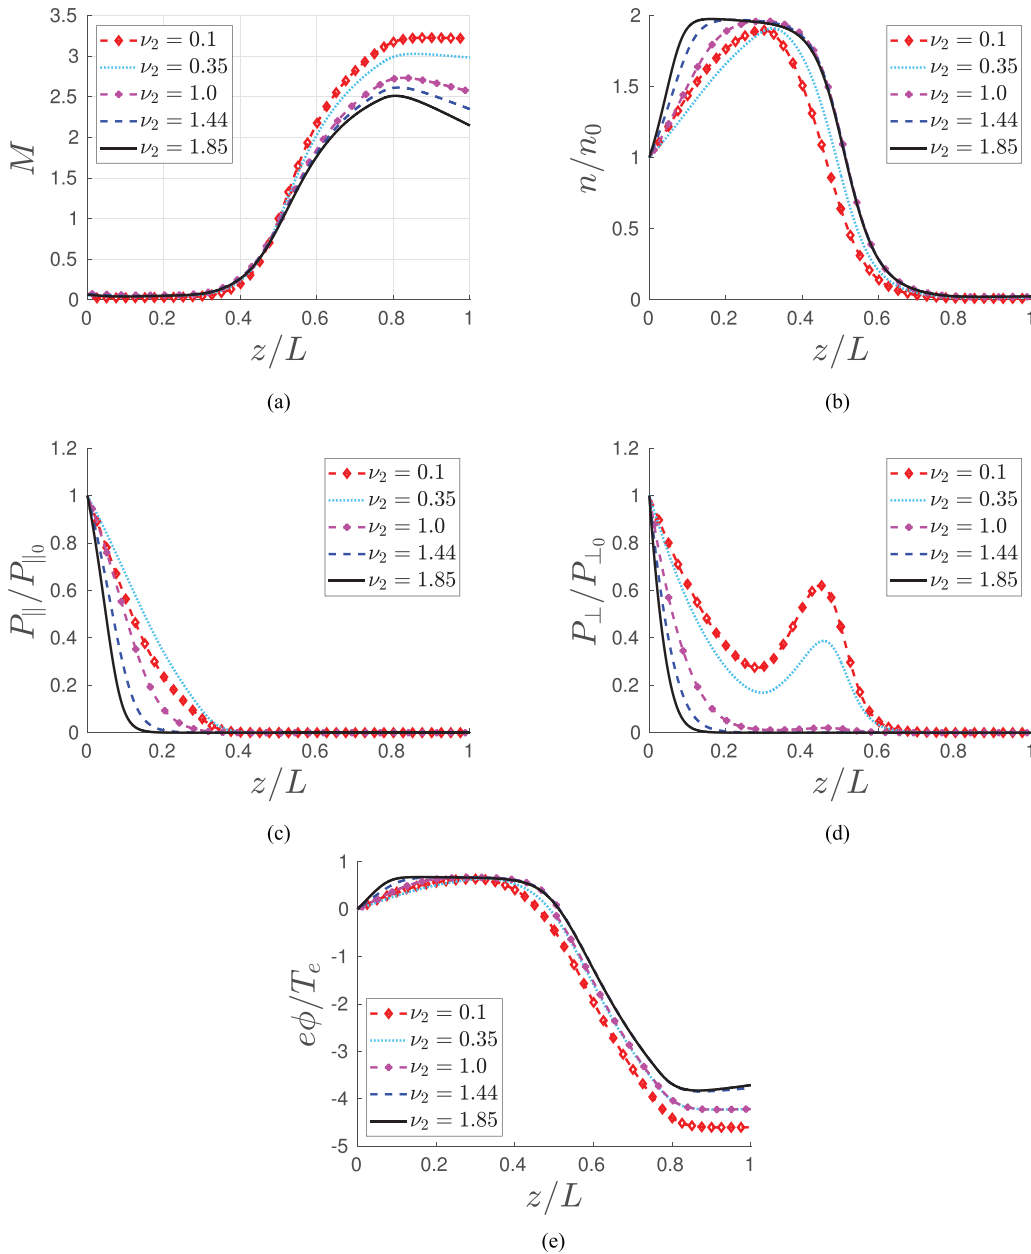 3.5
3
2.5
2
1.5
1
0.5
0
M
ν₂ = 0.1
ν₂ = 0.35
ν₂ = 1.0
ν₂ = 1.44
ν₂ = 1.85
0 0.2 0.4 0.6 0.8 1
z/L
(a)
2
1.5
1
0.5
0
n/n₀
ν₂ = 0.1
ν₂ = 0.35
ν₂ = 1.0
ν₂ = 1.44
ν₂ = 1.85
0 0.2 0.4 0.6 0.8 1
z/L
(b)
1.2
1
0.8
0.6
0.4
0.2
0
P∥/P∥₀
ν₂ = 0.1
ν₂ = 0.35
ν₂ = 1.0
ν₂ = 1.44
ν₂ = 1.85
0 0.2 0.4 0.6 0.8 1
z/L
(c)
1.2
1
0.8
0.6
0.4
0.2
0
P⊥/P⊥₀
ν₂ = 0.1
ν₂ = 0.35
ν₂ = 1.0
ν₂ = 1.44
ν₂ = 1.85
0 0.2 0.4 0.6 0.8 1
z/L
(d)
1
0
-1
-2
-3
-4
-5
eϕ/Tₑ
ν₂ = 0.1
ν₂ = 0.35
ν₂ = 1.0
ν₂ = 1.44
ν₂ = 1.85
0 0.2 0.4 0.6 0.8 1
z/L
(e)